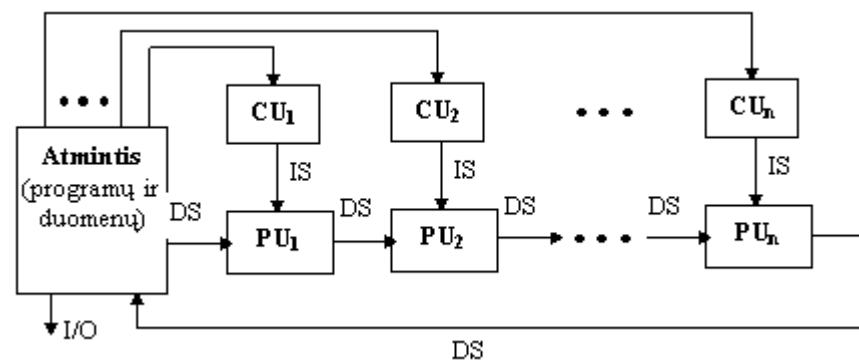 CU₁
CU₂
CUₙ
Atmintis
(programų ir
duomenų)
IS
IS
IS
DS
DS
DS
DS
PU₁
PU₂
PUₙ
I/O
DS